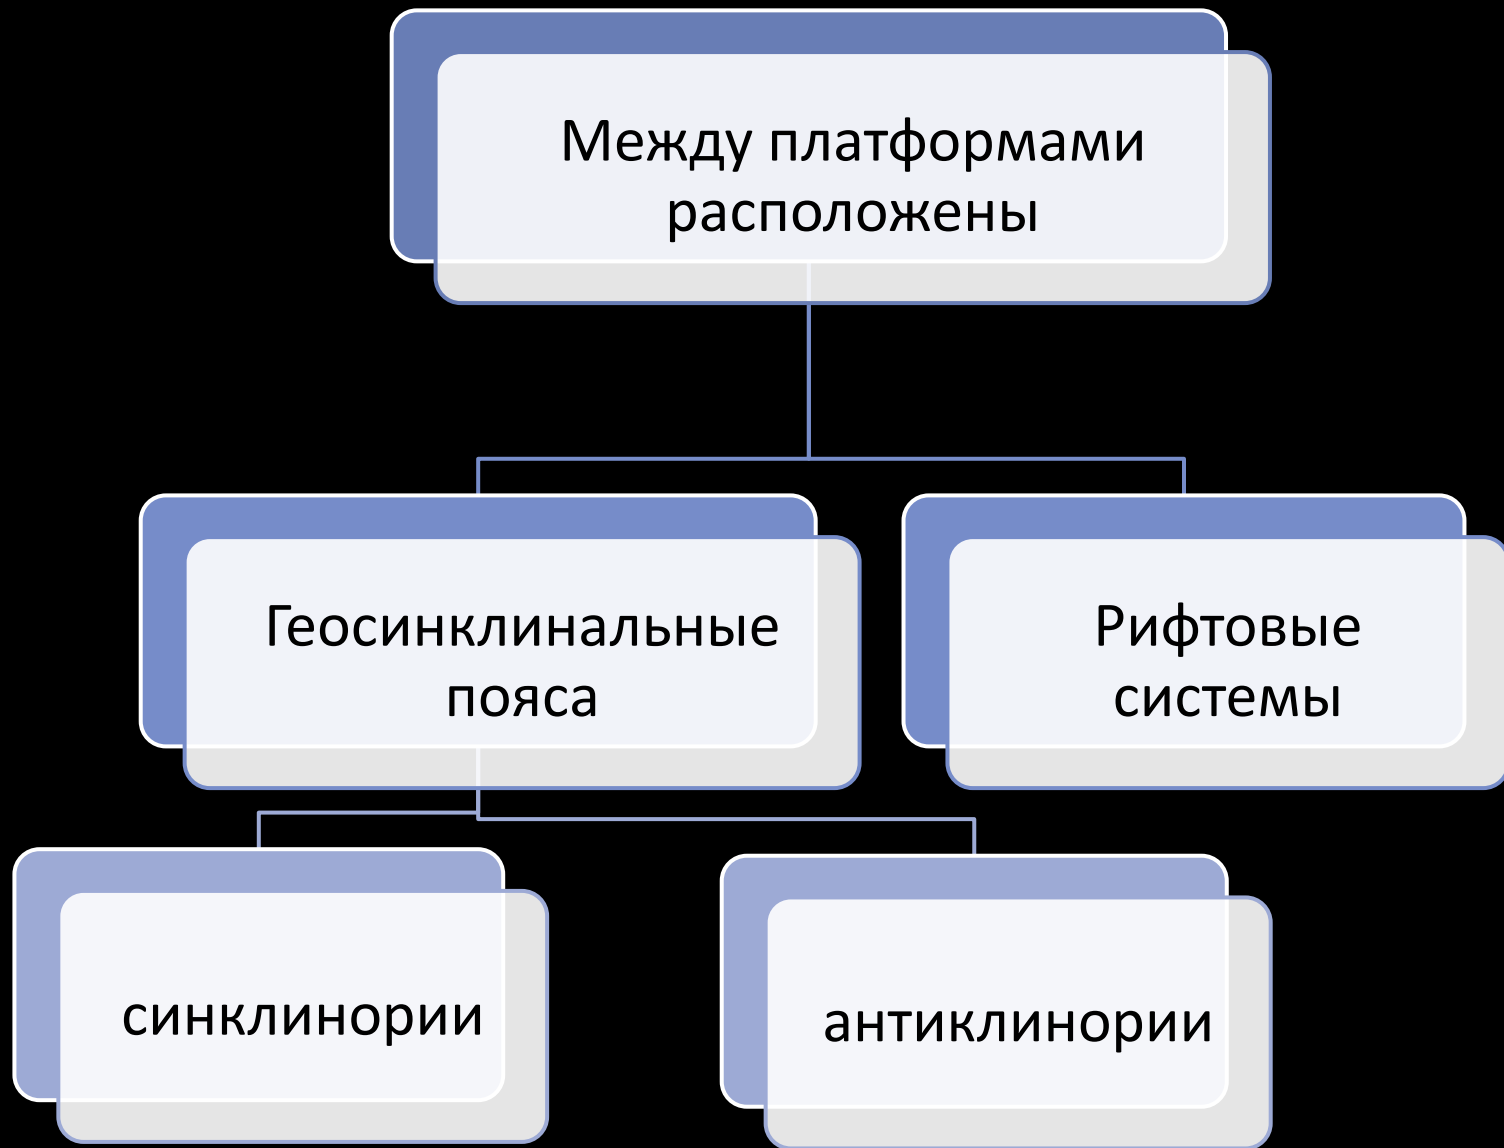 Между платформами
расположены
Геосинклинальные
пояса
Рифтовые
системы
синклинории
антиклинории